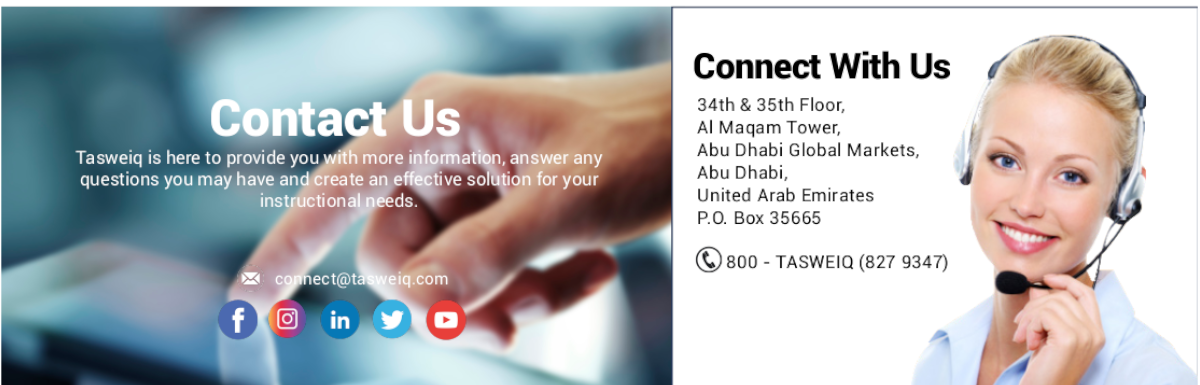 Contact Us
Tasweiq is here to provide you with more information, answer any
questions you may have and create an effective solution for your
instructional needs.
connect@tasweiq.com
f
in
Connect With Us
34th & 35th Floor,
Al Maqam Tower,
Abu Dhabi Global Markets,
Abu Dhabi,
United Arab Emirates
P.O. Box 35665
800 - TASWEIQ (827 9347)